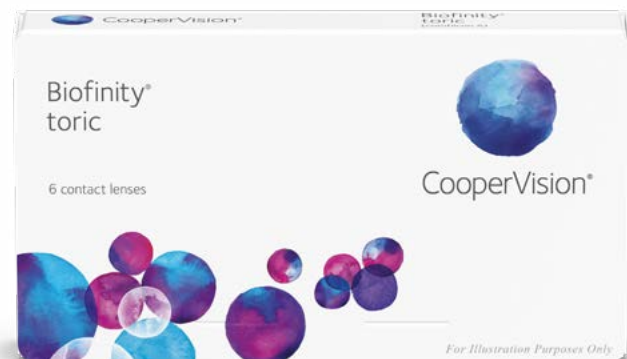 CooperVision®
Biofinity®
toric
Biofinity®
toric
6 contact lenses
CooperVision®
For Illustration Purposes Only